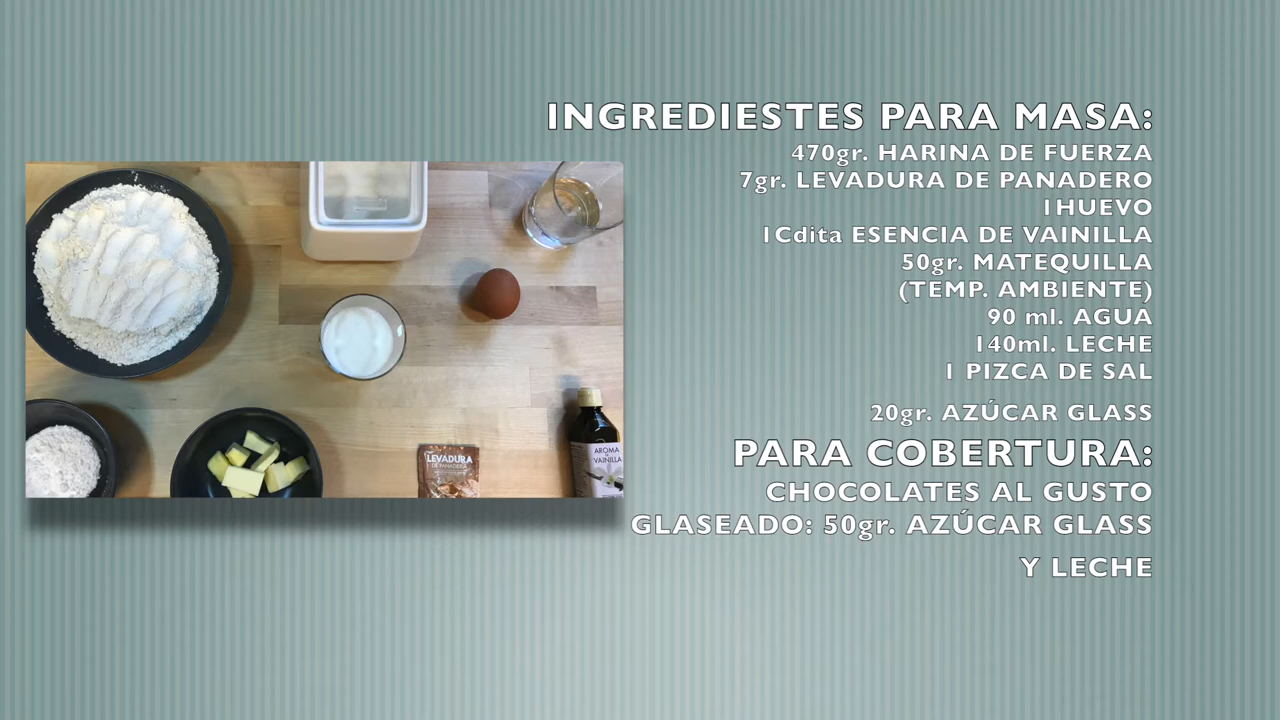 INGREDIESTES PARA MASA:
470gr. HARINA DE FUERZA
7gr. LEVADURA DE PANADERO
1HUEVO
1Cdita ESENCIA DE VAINILLA
50gr. MATEQUILLA
(TEMP. AMBIENTE)
90 ml. AGUA
140ml. LECHE
1 PIZCA DE SAL
20gr. AZÚCAR GLASS
PARA COBERTURA:
CHOCOLATES AL GUSTO
GLASEADO: 50gr. AZÚCAR GLASS
Y LECHE
LEVADURA
DE PANADERÍA
AROMA
VAINILLA